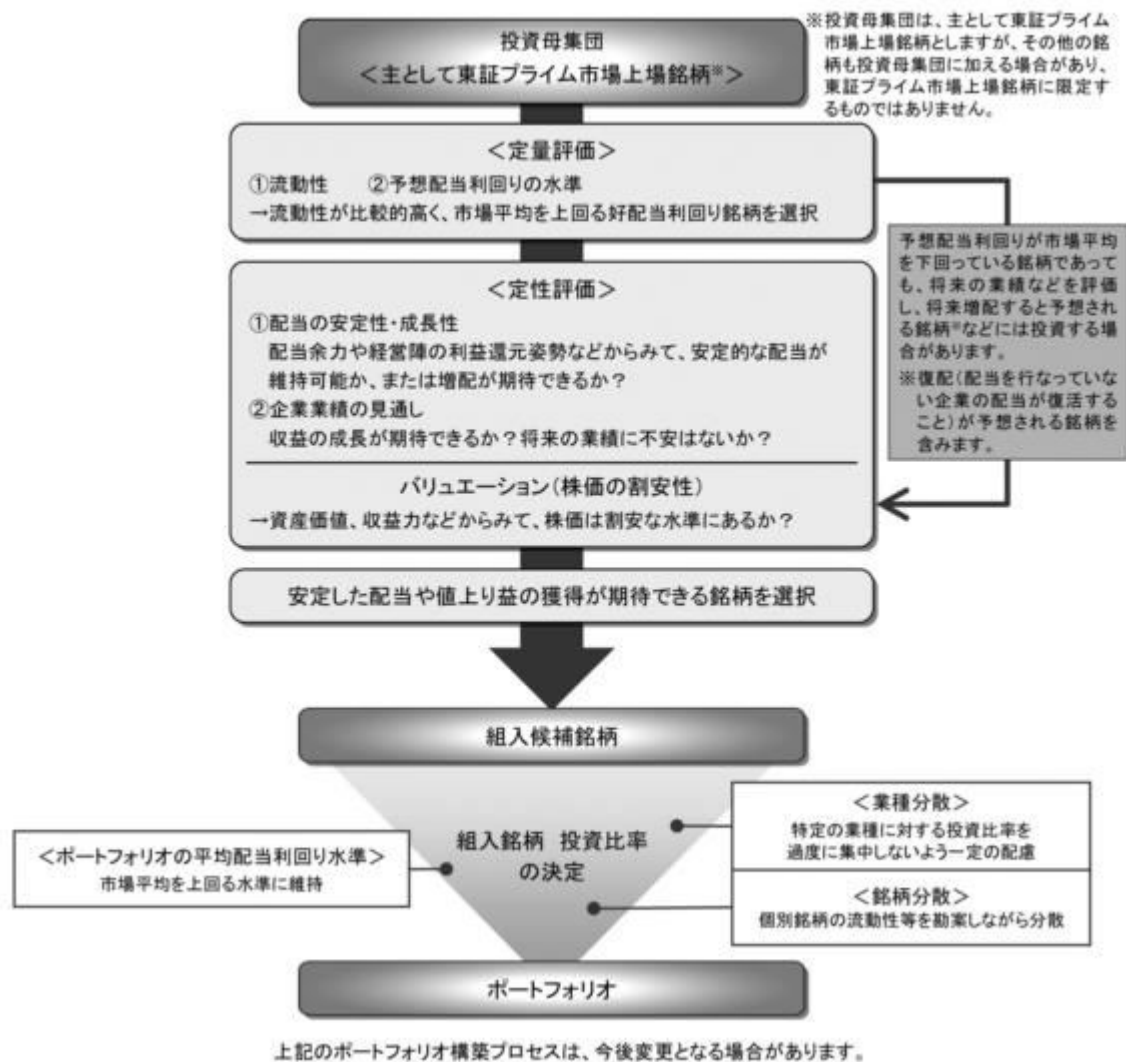 投資母集団
<主として東証プライム市場上場銘柄※>
※投資母集団は、主として東証プライム
市場上場銘柄としますが、その他の銘
柄も投資母集団に加える場合があり、
東証プライム市場上場銘柄に限定す
るものではありません。
<定量評価>
①流動性　　②予想配当利回りの水準
→流動性が比較的高く、市場平均を上回る好配当利回り銘柄を選択
予想配当利回りが市場平均
を下回っている銘柄であって
も、将来の業績などを評価
し、将来増配すると予想され
る銘柄※などには投資する場
合があります。
※復配(配当を行なっていな
い企業の配当が復活する
こと)が予想される銘柄を
含みます。
<定性評価>
①配当の安定性・成長性
配当余力や経営陣の利益還元姿勢などからみて、安定的な配当が
維持可能か、または増配が期待できるか?
②企業業績の見通し
収益の成長が期待できるか?将来の業績に不安はないか?
バリュエーション(株価の割安性)
→資産価値、収益力などからみて、株価は割安な水準にあるか?
安定した配当や値上り益の獲得が期待できる銘柄を選択
組入候補銘柄
組入銘柄 投資比率
の決定
<ポートフォリオの平均配当利回り水準>
市場平均を上回る水準に維持
<業種分散>
特定の業種に対する投資比率を
過度に集中しないよう一定の配慮
<銘柄分散>
個別銘柄の流動性等を勘案しながら分散
ポートフォリオ
上記のポートフォリオ構築プロセスは、今後変更となる場合があります。